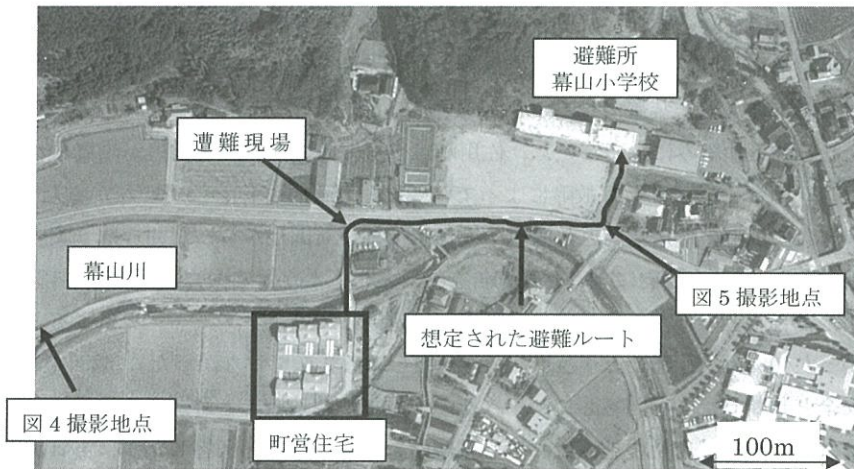 避難所
幕山小学校
遭難現場
幕山川
図5撮影地点
想定された避難ルート
図4撮影地点
町営住宅
100m